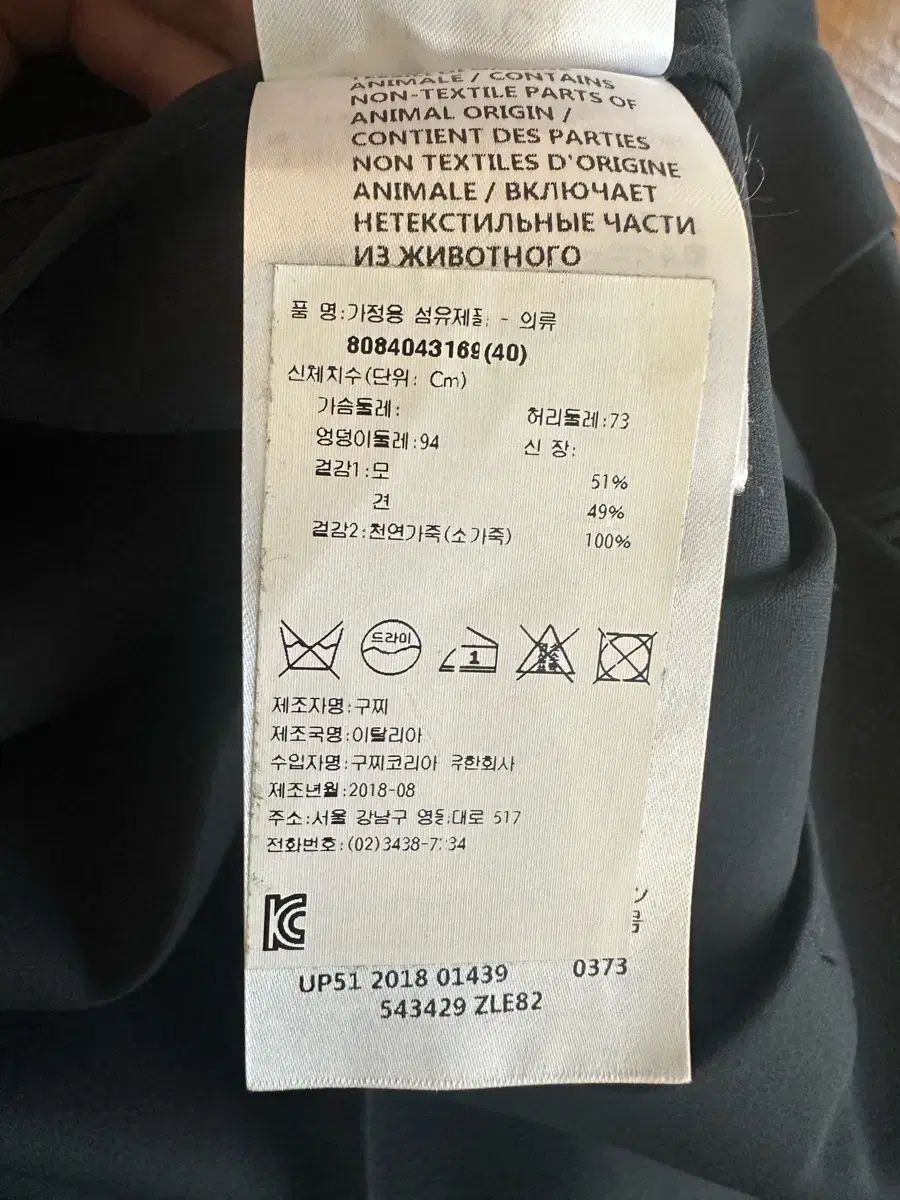 ANIMALE / CONTAINS
NON-TEXTILE PARTS OF
ANIMAL ORIGIN /
CONTIENT DES PARTIES
NON TEXTILES D'ORIGINE
ANIMALE / ВКЛЮЧАЕТ
НЕТЕКСТИЛЬНЫЕ ЧАСТИ
ИЗ ЖИВОТНОГО
품 명:가정용 섬유제품 - 의류
8084043169(40)
신체치수(단위: Cm)
가슴둘레: 허리둘레:73
엉덩이둘레:94 신 장:
겉감1:모 51%
견 49%
겉감2:천연가죽(소가죽) 100%
드라이
1
제조자명:구찌
제조국명:이탈리아
수입자명:구찌코리아 유한회사
제조년월:2018-08
주소:서울 강남구 영동대로 517
전화번호:(02)3438-
KC
UP51 2018 01439 0373
543429 ZLE82